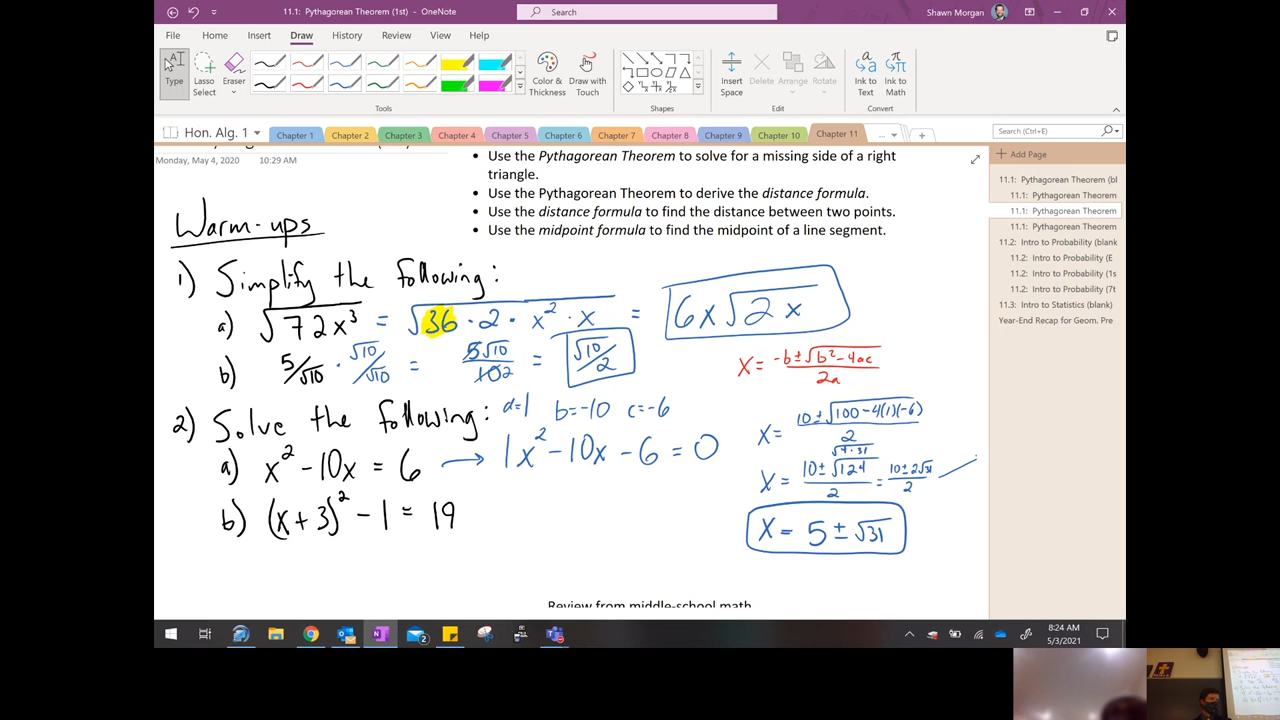 11.1: Pythagorean Theorem (1st) - OneNote
Search
Shawn Morgan
File Home Insert Draw History Review View Help
Type
Lasso Select
Eraser
Color & Thickness
Draw with Touch
Insert Space
Delete
Arrange
Rotate
Ink to Text
Ink to Math
Tools
Shapes
Edit
Convert
Hon. Alg. 1
Chapter 1
Chapter 2
Chapter 3
Chapter 4
Chapter 5
Chapter 6
Chapter 7
Chapter 8
Chapter 9
Chapter 10
Chapter 11
...
Search (Ctrl+E)
Monday, May 4, 2020 10:29 AM
• Use the Pythagorean Theorem to solve for a missing side of a right
triangle.
• Use the Pythagorean Theorem to derive the distance formula.
• Use the distance formula to find the distance between two points.
• Use the midpoint formula to find the midpoint of a line segment.
Warm-ups
1) Simplify the following:
a) √72x³ = √36·2·x²·x = 6x√2x
b) 5/√10 · √10/√10 = 5√10/10 2 = √10/2
x = -b±√b²-4ac / 2a
2) Solve the following: a=1 b=-10 c=-6
a) x² - 10x = 6 → 1x² - 10x - 6 = 0
b) (x+3)² - 1 = 19
x = 10±√100-4(1)(-6) / 2
√4·31
x = 10±√124 / 2 = 10±2√31 / 2
x = 5 ± √31
Review from middle-school math
Add Page
11.1: Pythagorean Theorem (bl
11.1: Pythagorean Theorem
11.1: Pythagorean Theorem
11.1: Pythagorean Theorem
11.2: Intro to Probability (blank
11.2: Intro to Probability (E
11.2: Intro to Probability (1s
11.2: Intro to Probability (7t
11.3: Intro to Statistics (blank)
Year-End Recap for Geom. Pre
8:24 AM
5/3/2021